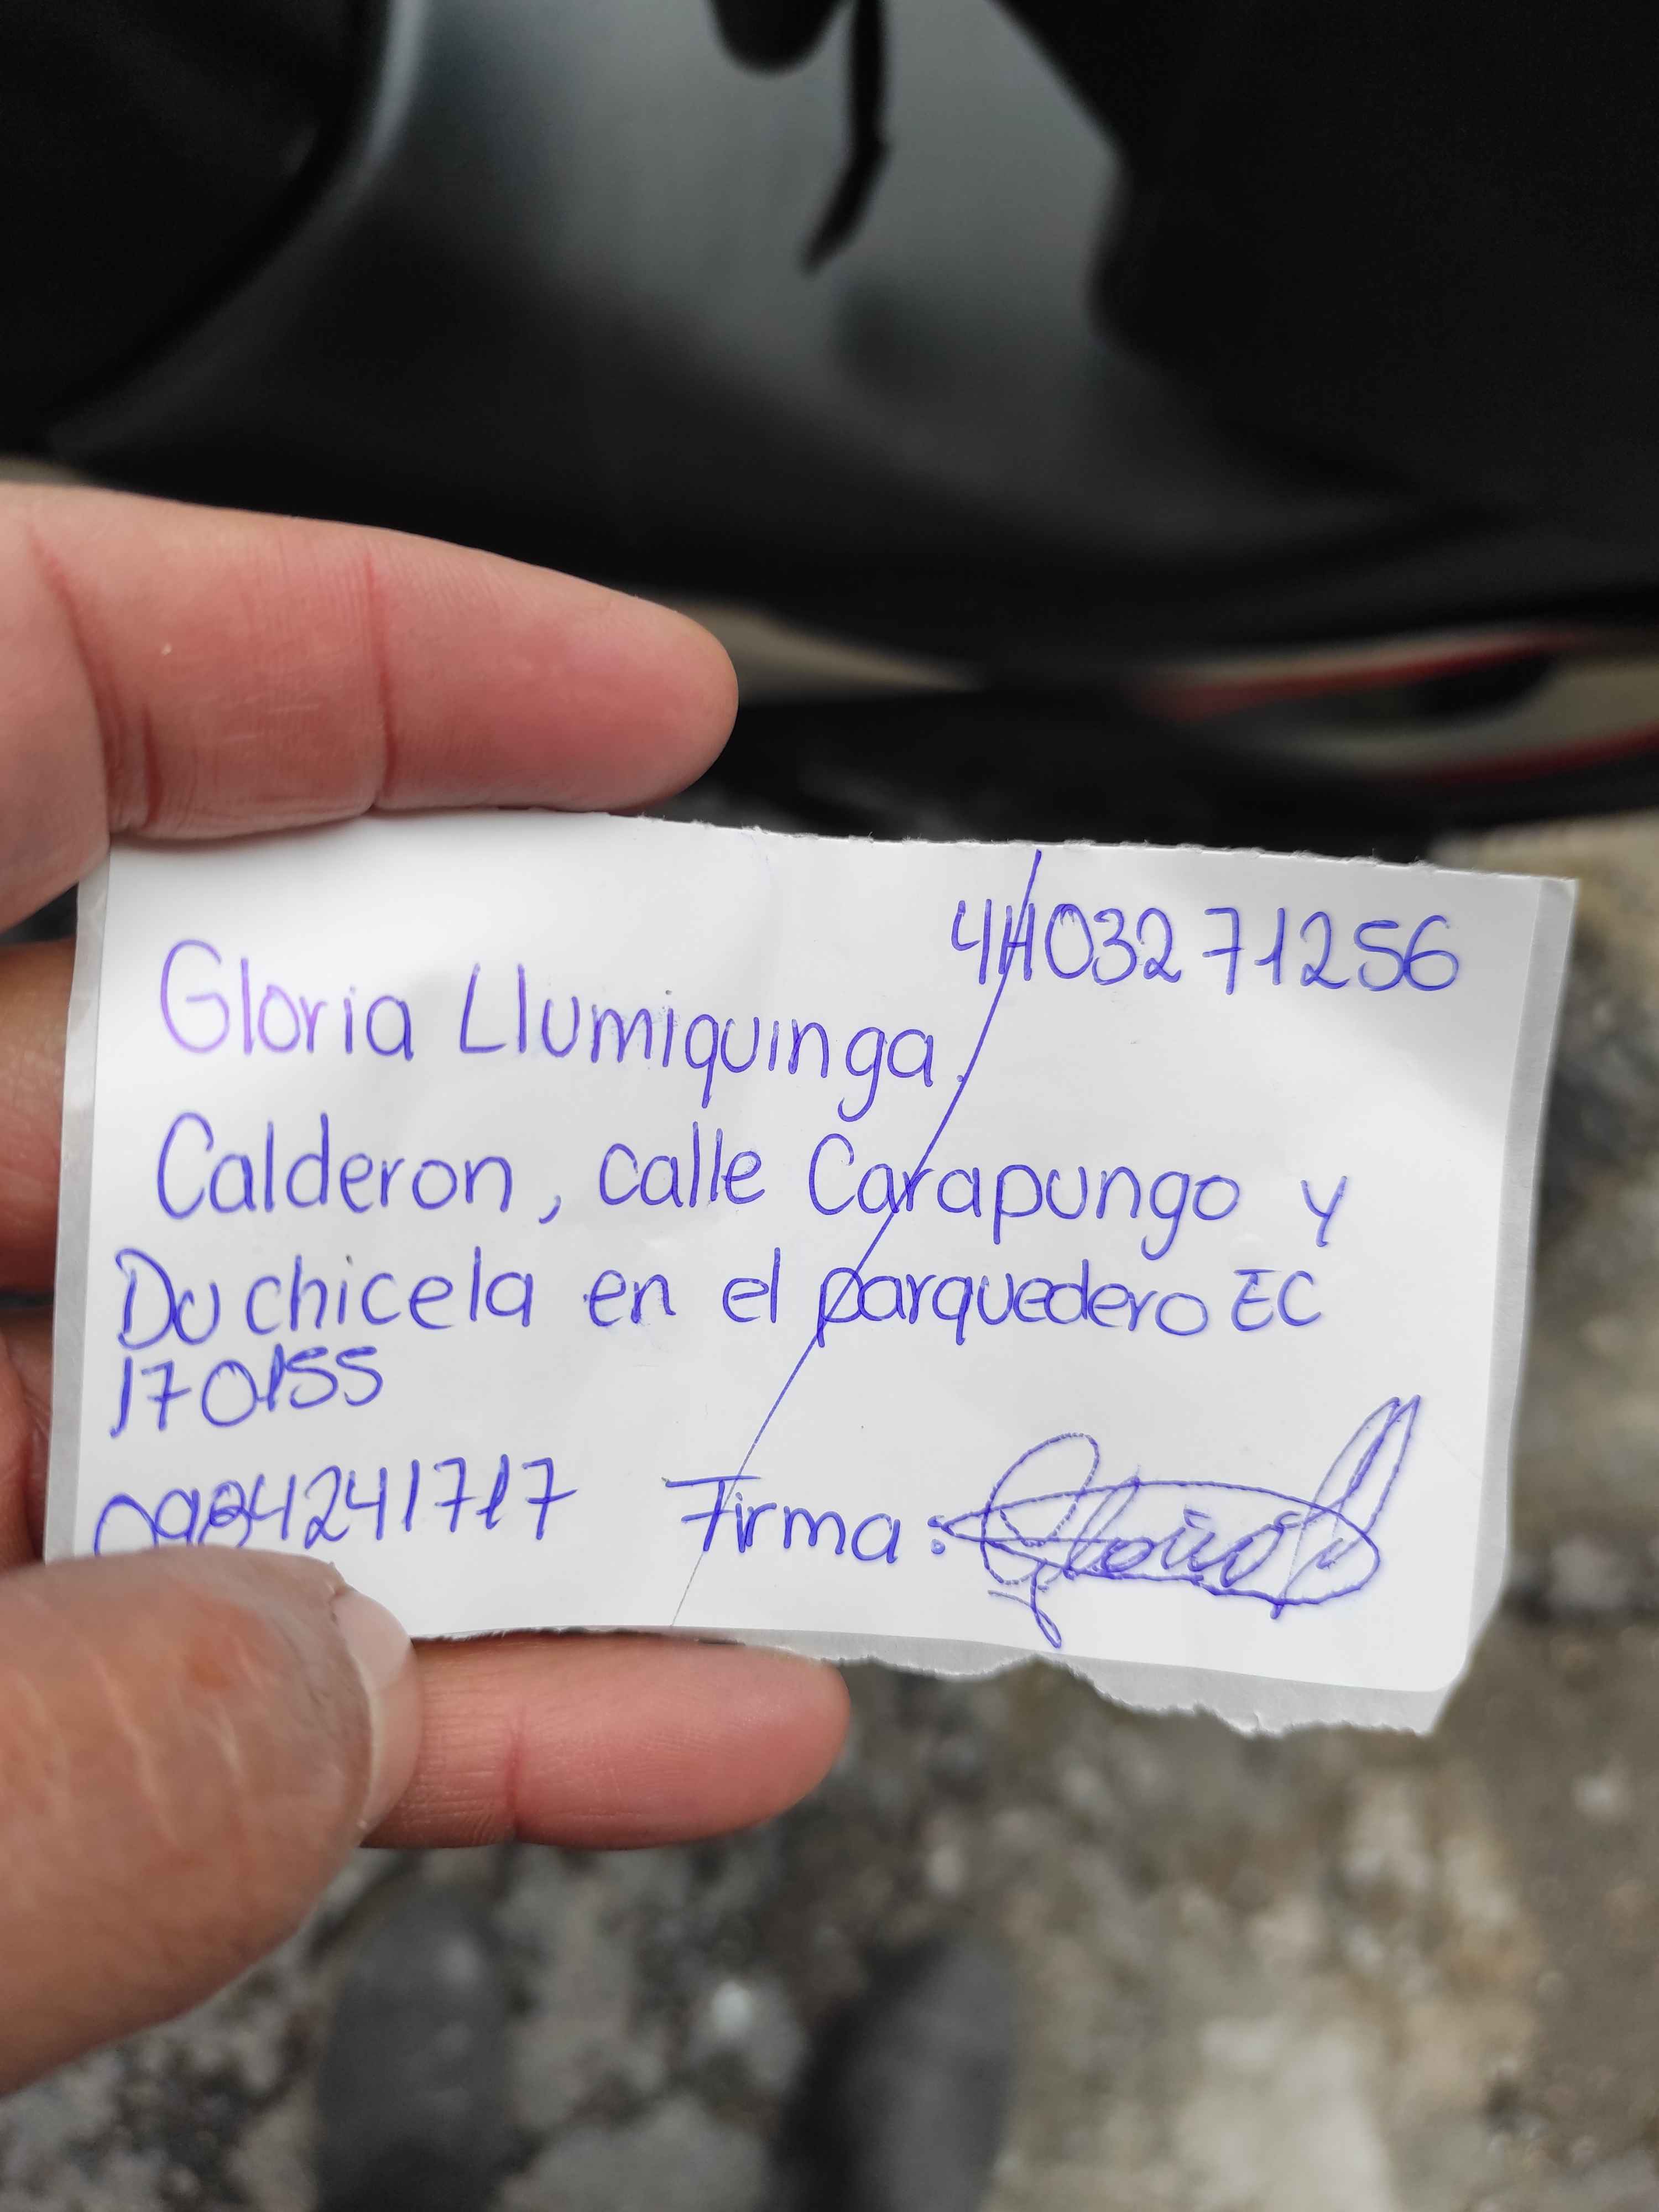 4403271256
Gloria Llumiquinga.
Calderon, calle Carapungo y
Duchicela en el parquedero EC
170155
0984241717 Firma: